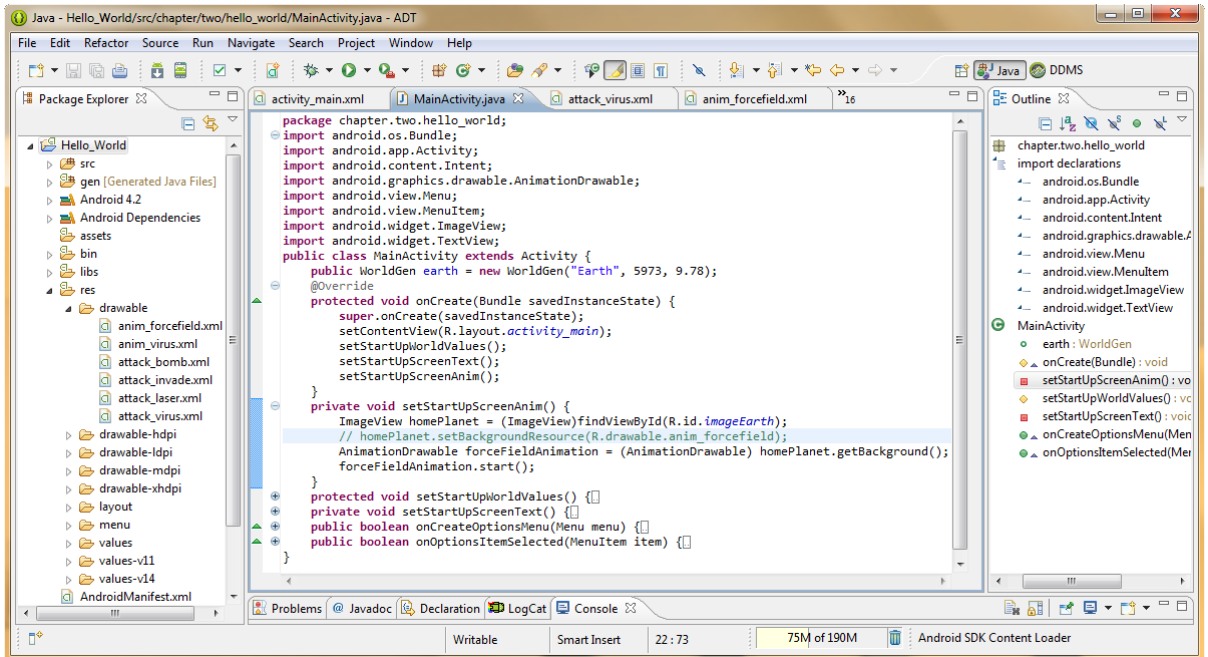 Java - Hello_World/src/chapter/two/hello_world/MainActivity.java - ADT
File Edit Refactor Source Run Navigate Search Project Window Help
Java DDMS
Package Explorer
Hello_World
src
gen [Generated Java Files]
Android 4.2
Android Dependencies
assets
bin
libs
res
drawable
anim_forcefield.xml
anim_virus.xml
attack_bomb.xml
attack_invade.xml
attack_laser.xml
attack_virus.xml
drawable-hdpi
drawable-ldpi
drawable-mdpi
drawable-xhdpi
layout
menu
values
values-v11
values-v14
AndroidManifest.xml
activity_main.xml MainActivity.java attack_virus.xml anim_forcefield.xml »16
package chapter.two.hello_world;
import android.os.Bundle;
import android.app.Activity;
import android.content.Intent;
import android.graphics.drawable.AnimationDrawable;
import android.view.Menu;
import android.view.MenuItem;
import android.widget.ImageView;
import android.widget.TextView;
public class MainActivity extends Activity {
public WorldGen earth = new WorldGen("Earth", 5973, 9.78);
@Override
protected void onCreate(Bundle savedInstanceState) {
super.onCreate(savedInstanceState);
setContentView(R.layout.activity_main);
setStartUpWorldValues();
setStartUpScreenText();
setStartUpScreenAnim();
}
private void setStartUpScreenAnim() {
ImageView homePlanet = (ImageView)findViewById(R.id.imageEarth);
// homePlanet.setBackgroundResource(R.drawable.anim_forcefield);
AnimationDrawable forceFieldAnimation = (AnimationDrawable) homePlanet.getBackground();
forceFieldAnimation.start();
}
protected void setStartUpWorldValues() {
private void setStartUpScreenText() {
public boolean onCreateOptionsMenu(Menu menu) {
public boolean onOptionsItemSelected(MenuItem item) {
}
Outline
chapter.two.hello_world
import declarations
android.os.Bundle
android.app.Activity
android.content.Intent
android.graphics.drawable.A
android.view.Menu
android.view.MenuItem
android.widget.ImageView
android.widget.TextView
MainActivity
earth : WorldGen
onCreate(Bundle) : void
setStartUpScreenAnim() : vo
setStartUpWorldValues() : vo
setStartUpScreenText() : voic
onCreateOptionsMenu(Men
onOptionsItemSelected(Mer
Problems @ Javadoc Declaration LogCat Console
Writable Smart Insert 22 : 73 75M of 190M Android SDK Content Loader